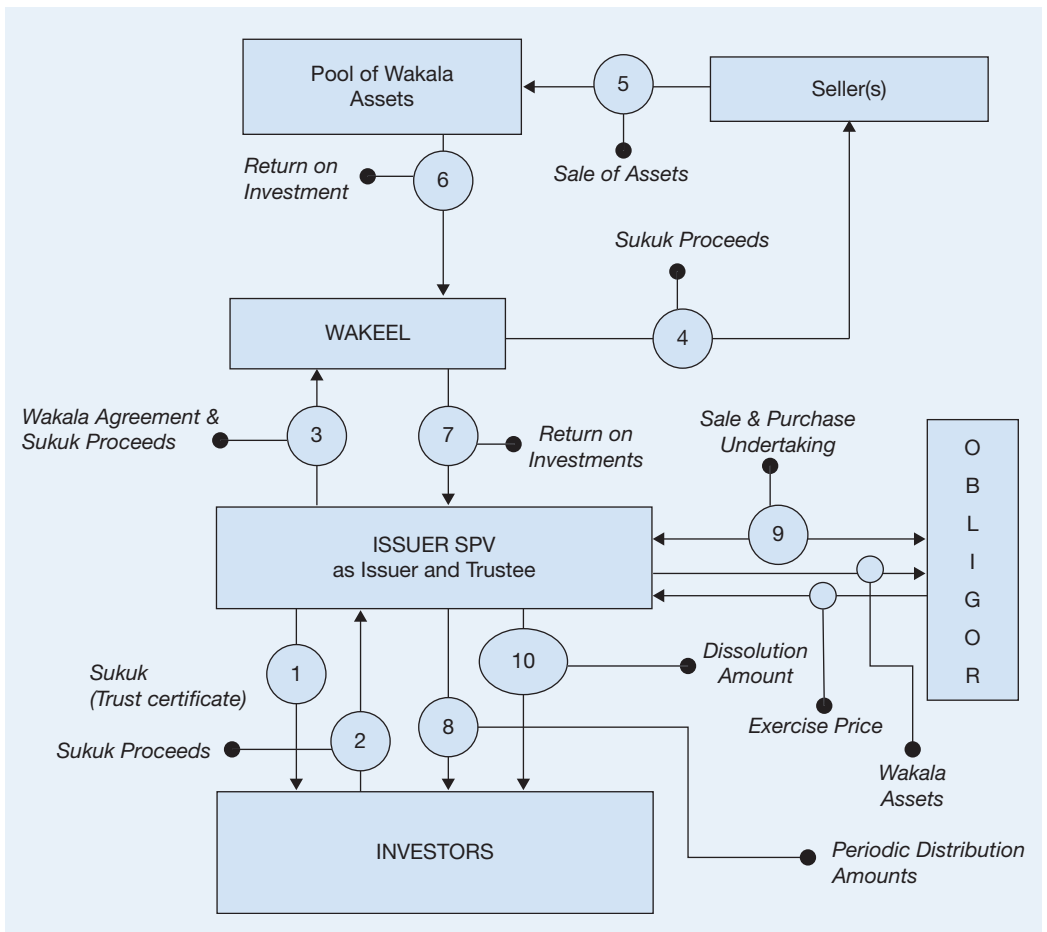 Pool of Wakala
Assets
5
Seller(s)
Sale of Assets
Return on
Investment
6
Sukuk Proceeds
WAKEEL
4
Wakala Agreement &
Sukuk Proceeds
3
7
Return on
Investments
Sale & Purchase
Undertaking
9
O
B
L
I
G
O
R
ISSUER SPV
as Issuer and Trustee
Sukuk
(Trust certificate)
1
10
Dissolution
Amount
Sukuk Proceeds
2
8
Exercise Price
Wakala
Assets
INVESTORS
Periodic Distribution
Amounts